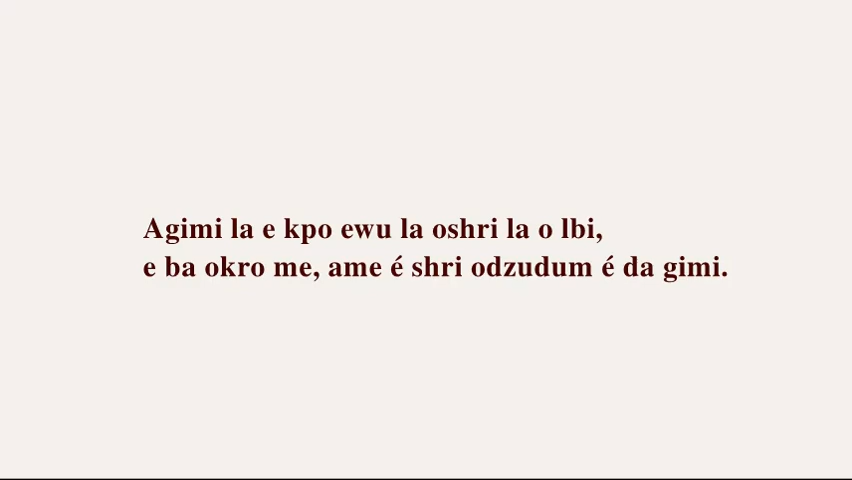 Agimi la e kpo ewu la oshri la o lbi,
e ba okro me, ame é shri odzudum é da gimi.